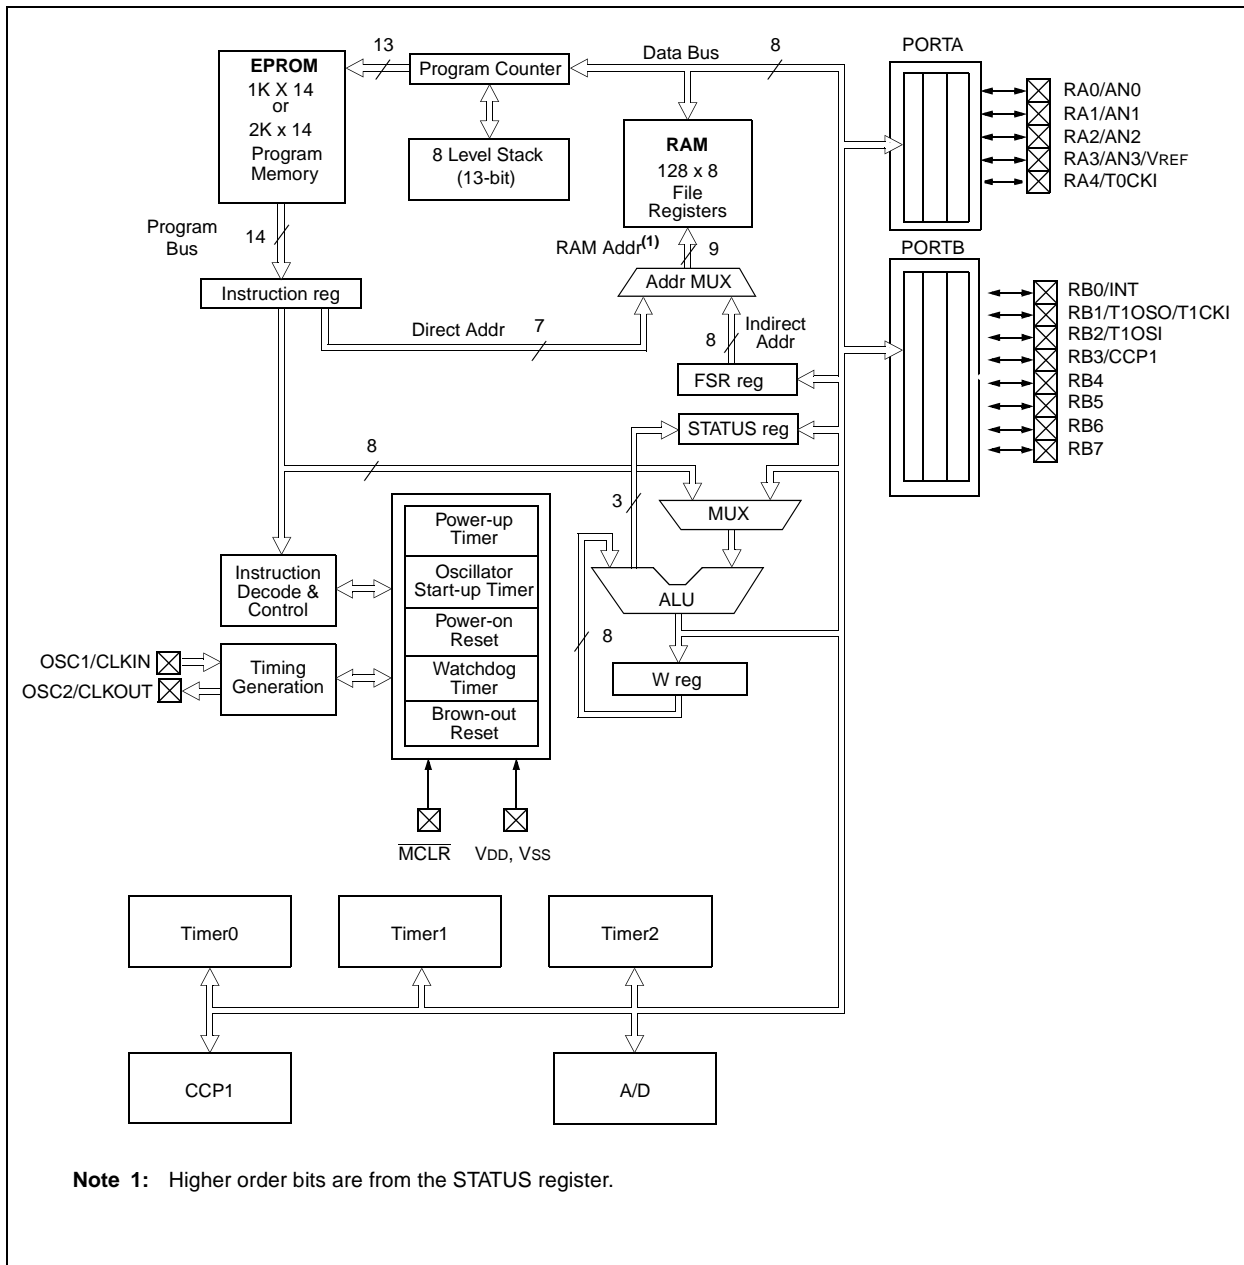 13
Data Bus
8
PORTA
EPROM
1K X 14
or
2K x 14
Program
Memory
Program Counter
8 Level Stack
(13-bit)
RAM
128 x 8
File
Registers
RA0/AN0
RA1/AN1
RA2/AN2
RA3/AN3/VREF
RA4/T0CKI
Program
Bus
14
RAM Addr(1)
9
PORTB
Instruction reg
Addr MUX
Direct Addr
7
8
Indirect
Addr
FSR reg
RB0/INT
RB1/T1OSO/T1CKI
RB2/T1OSI
RB3/CCP1
RB4
RB5
RB6
RB7
STATUS reg
8
3
MUX
Power-up
Timer
Oscillator
Start-up Timer
Power-on
Reset
Watchdog
Timer
Brown-out
Reset
Instruction
Decode &
Control
ALU
8
W reg
OSC1/CLKIN
OSC2/CLKOUT
Timing
Generation
MCLR
VDD, VSS
Timer0
Timer1
Timer2
CCP1
A/D
Note 1: Higher order bits are from the STATUS register.